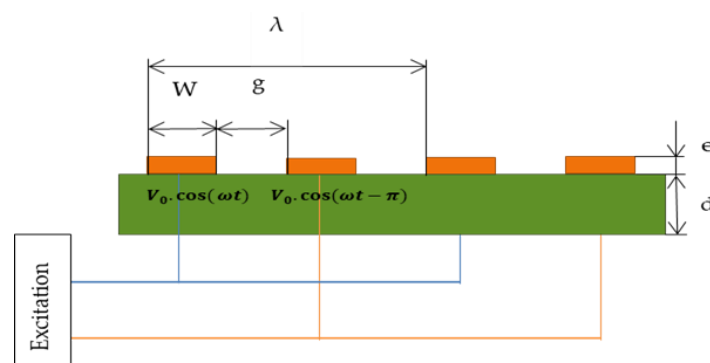 λ
W
g
ϵ
V₀.cos(ωt)
V₀.cos(ωt − π)
d
Excitation